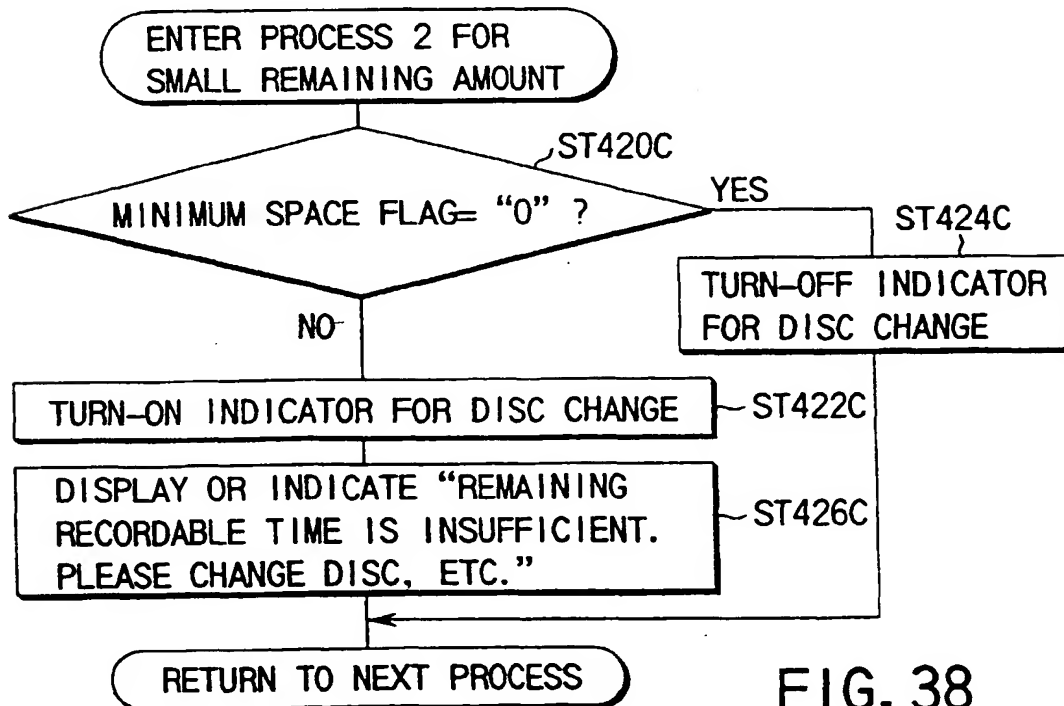 ENTER PROCESS 2 FOR
SMALL REMAINING AMOUNT
ST420C
MINIMUM SPACE FLAG= “0” ?
YES
ST424C
TURN-OFF INDICATOR
FOR DISC CHANGE
NO
TURN-ON INDICATOR FOR DISC CHANGE
ST422C
DISPLAY OR INDICATE “REMAINING
RECORDABLE TIME IS INSUFFICIENT.
PLEASE CHANGE DISC, ETC.”
ST426C
RETURN TO NEXT PROCESS
FIG. 38